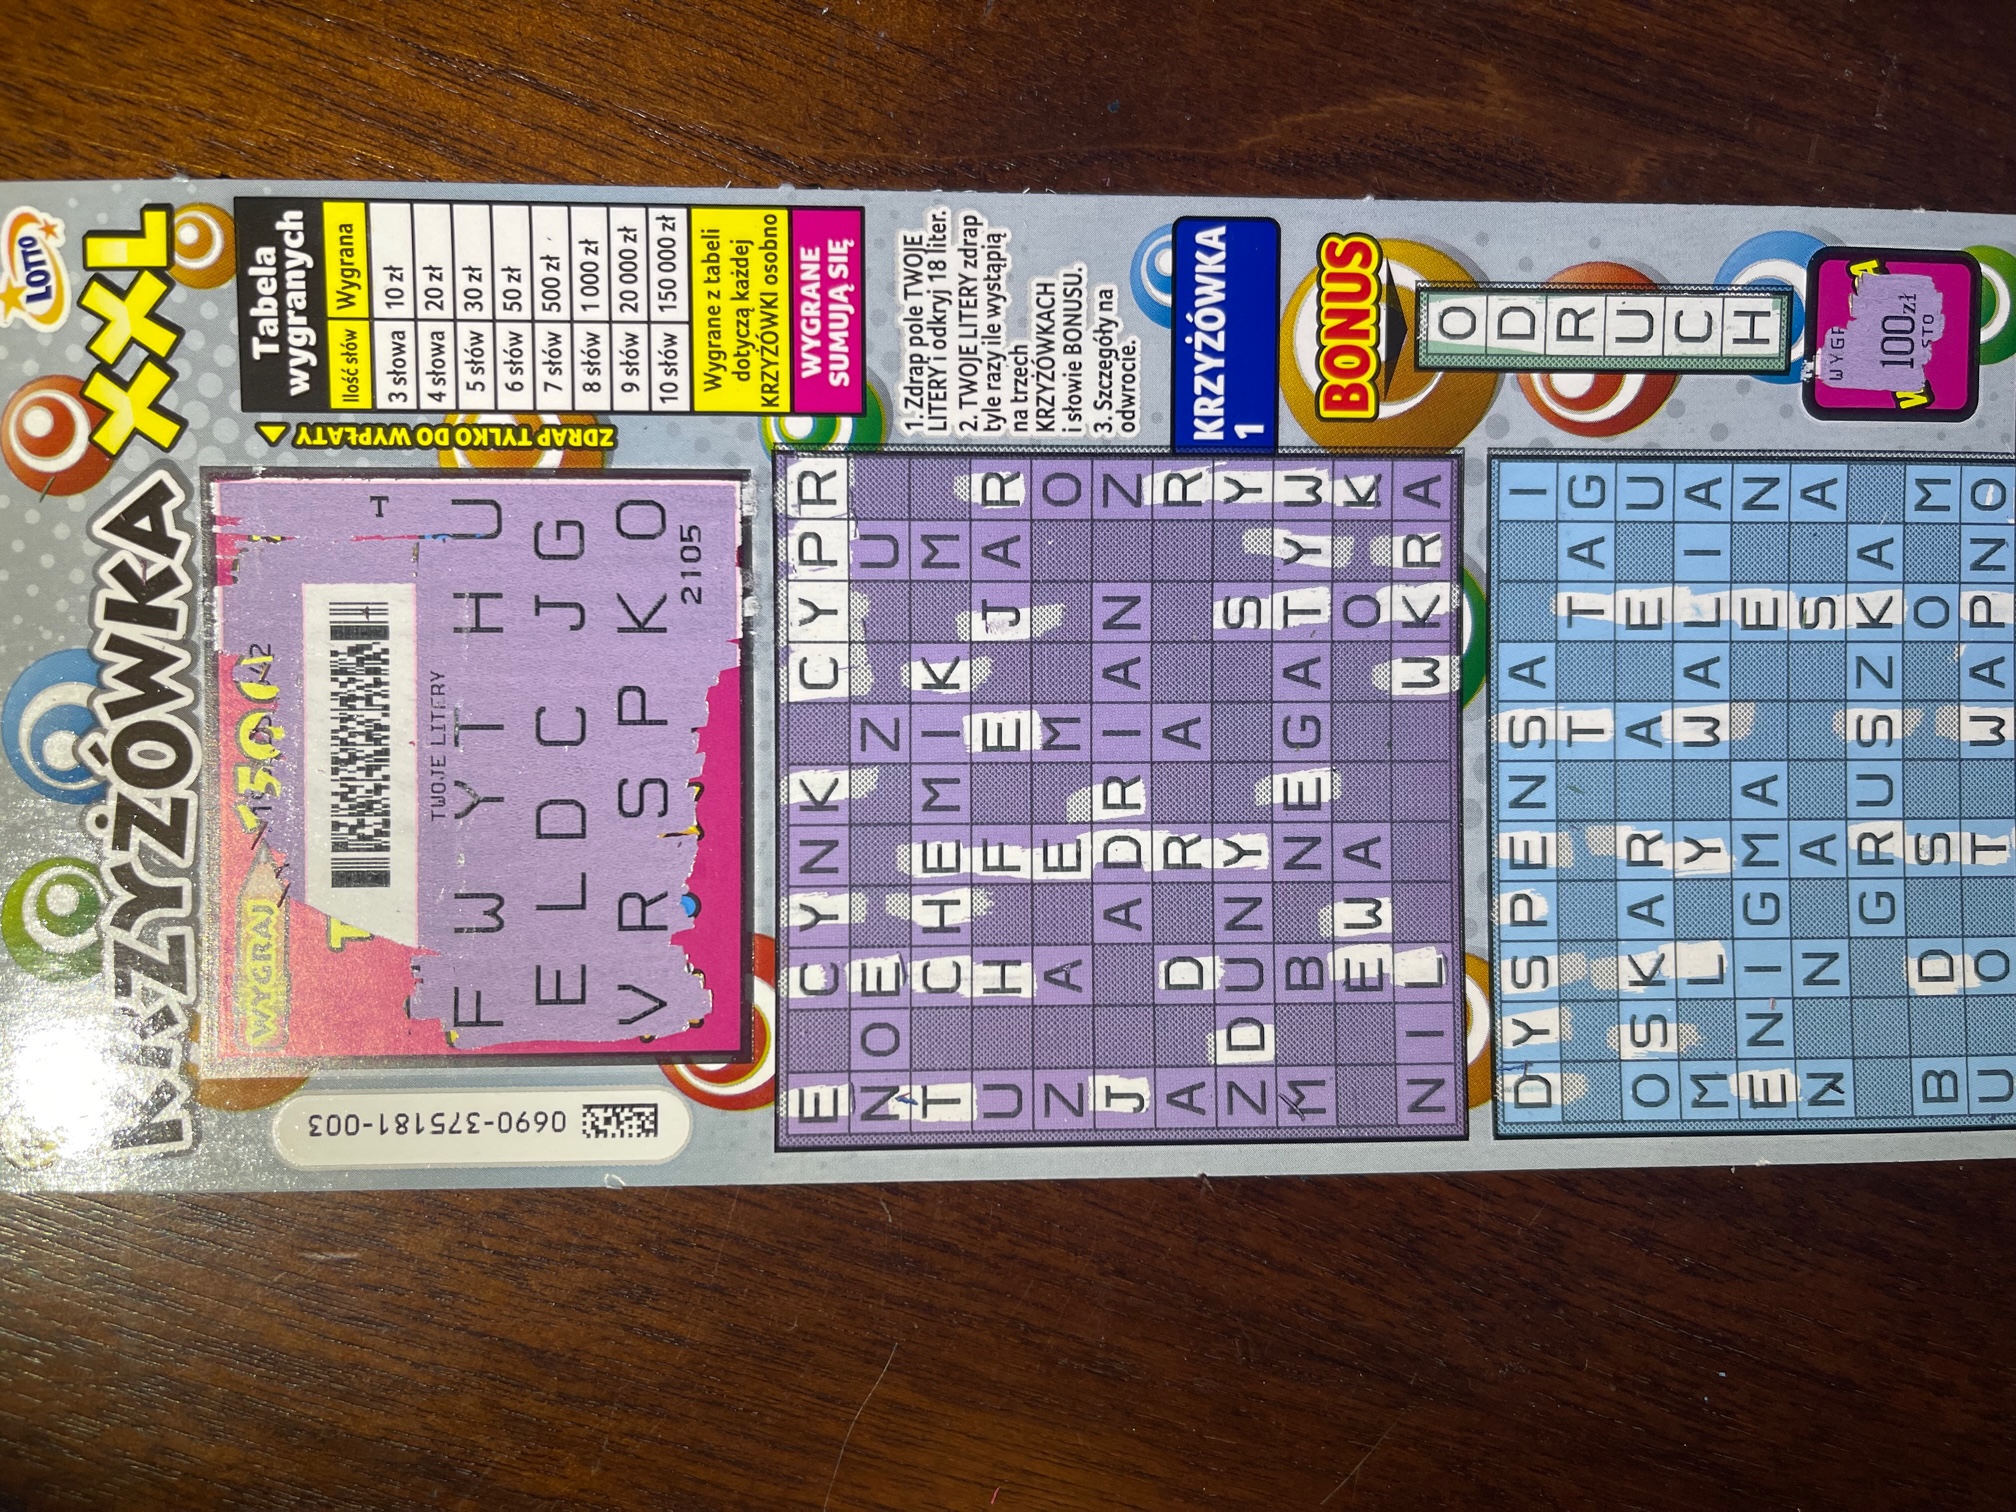 LOTTO
KRZYŻÓWKA XXL
0690-375181-003
WYGRAJ 150
TWOJE LITERY
F W Y T H U
E L D C J G
V R S P K O
2105
ZDRAP TYLKO DO WYPŁATY
Tabela wygranych
Ilość słów Wygrana
3 słowa 10 zł
4 słowa 20 zł
5 słów 30 zł
6 słów 50 zł
7 słów 500 zł
8 słów 1 000 zł
9 słów 20 000 zł
10 słów 150 000 zł
Wygrane z tabeli
dotyczą każdej
KRZYŻÓWKI osobno
WYGRANE
SUMUJĄ SIĘ
1. Zdrap pole TWOJE
LITERY i odkryj 18 liter.
2. TWOJE LITERY zdrap
tyle razy ile wystąpią
na trzech
KRZYŻÓWKACH
i słowie BONUSU.
3. Szczegóły na
odwrocie.
KRZYŻÓWKA
1
E C Y N K C Y P R
N O E Z U
T C H E M I K M
U H F E J A R
Z A E M O
J A D R I A N Z
A D R A R
Z D U N Y S Y
M B N E G A T Y W
E W A O K
N I L W K R A
BONUS
O
D
R
U
C
H
100zł
STO
D Y S P E N S A I
T T A G
O S K A R A E U
M L Y W A L I A
E N I G M A E N
N N A S A
G R U S Z K A
B D S O M
U O T W A P N O